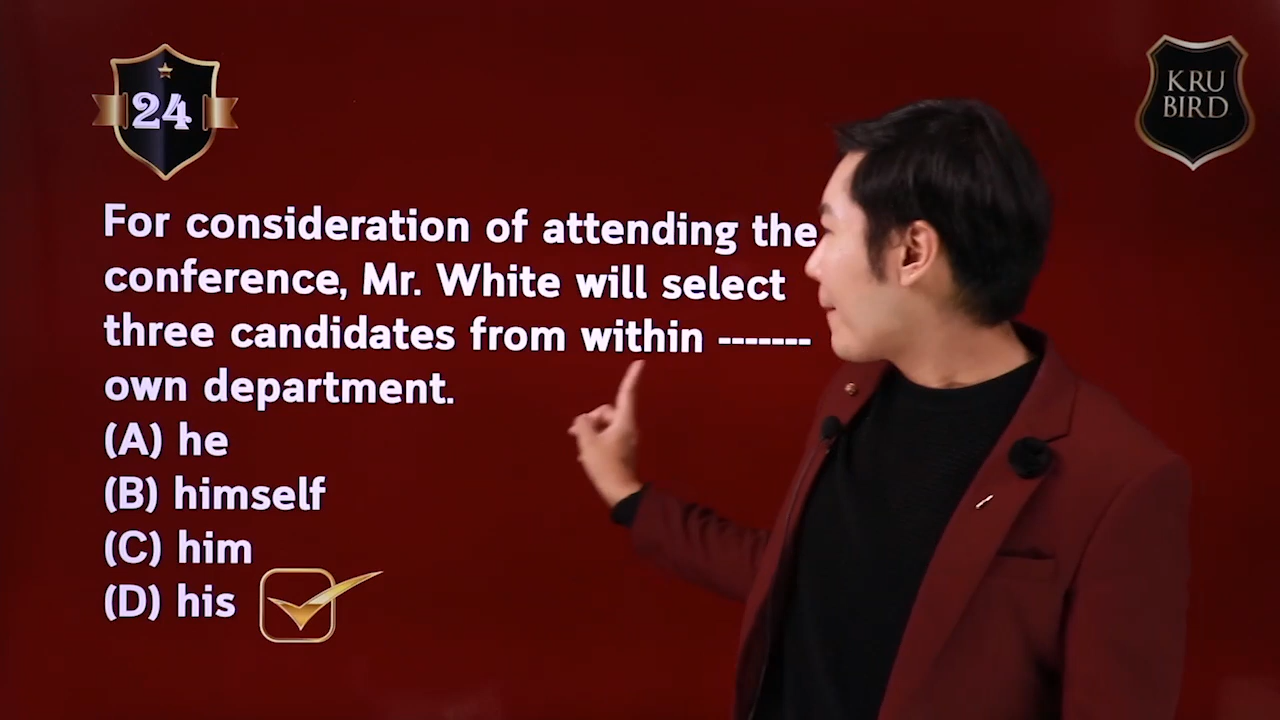 24
KRU
BIRD
For consideration of attending the
conference, Mr. White will select
three candidates from within -------
own department.
(A) he
(B) himself
(C) him
(D) his